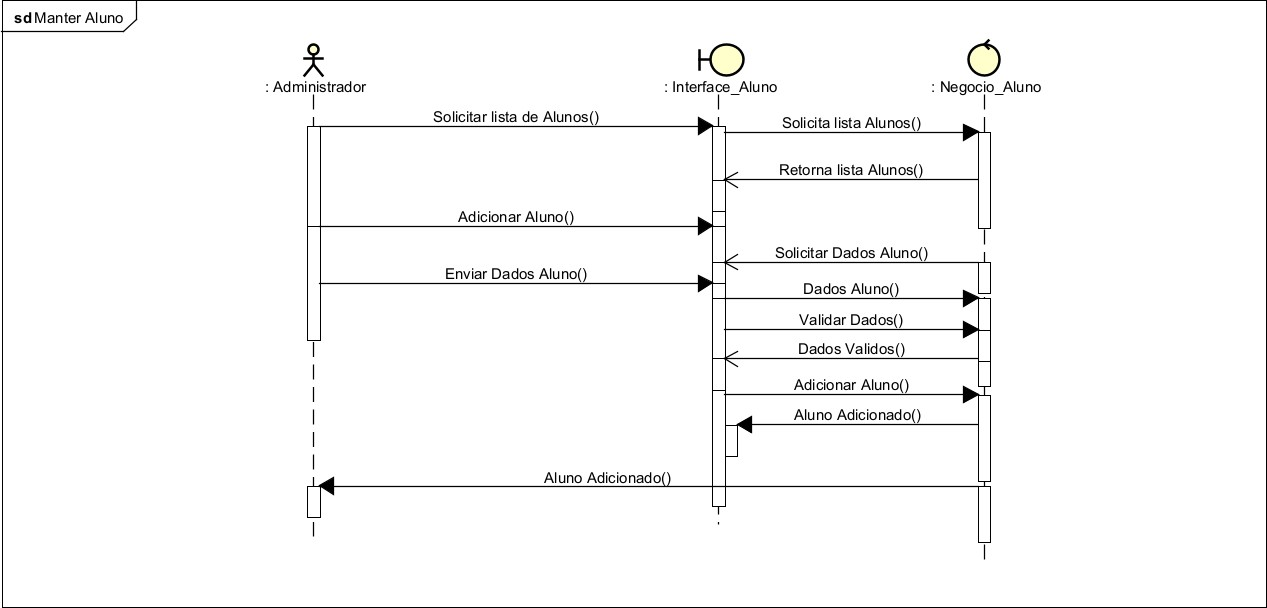 sd Manter Aluno
: Administrador
: Interface_Aluno
: Negocio_Aluno
Solicitar lista de Alunos()
Solicita lista Alunos()
Retorna lista Alunos()
Adicionar Aluno()
Solicitar Dados Aluno()
Enviar Dados Aluno()
Dados Aluno()
Validar Dados()
Dados Validos()
Adicionar Aluno()
Aluno Adicionado()
Aluno Adicionado()